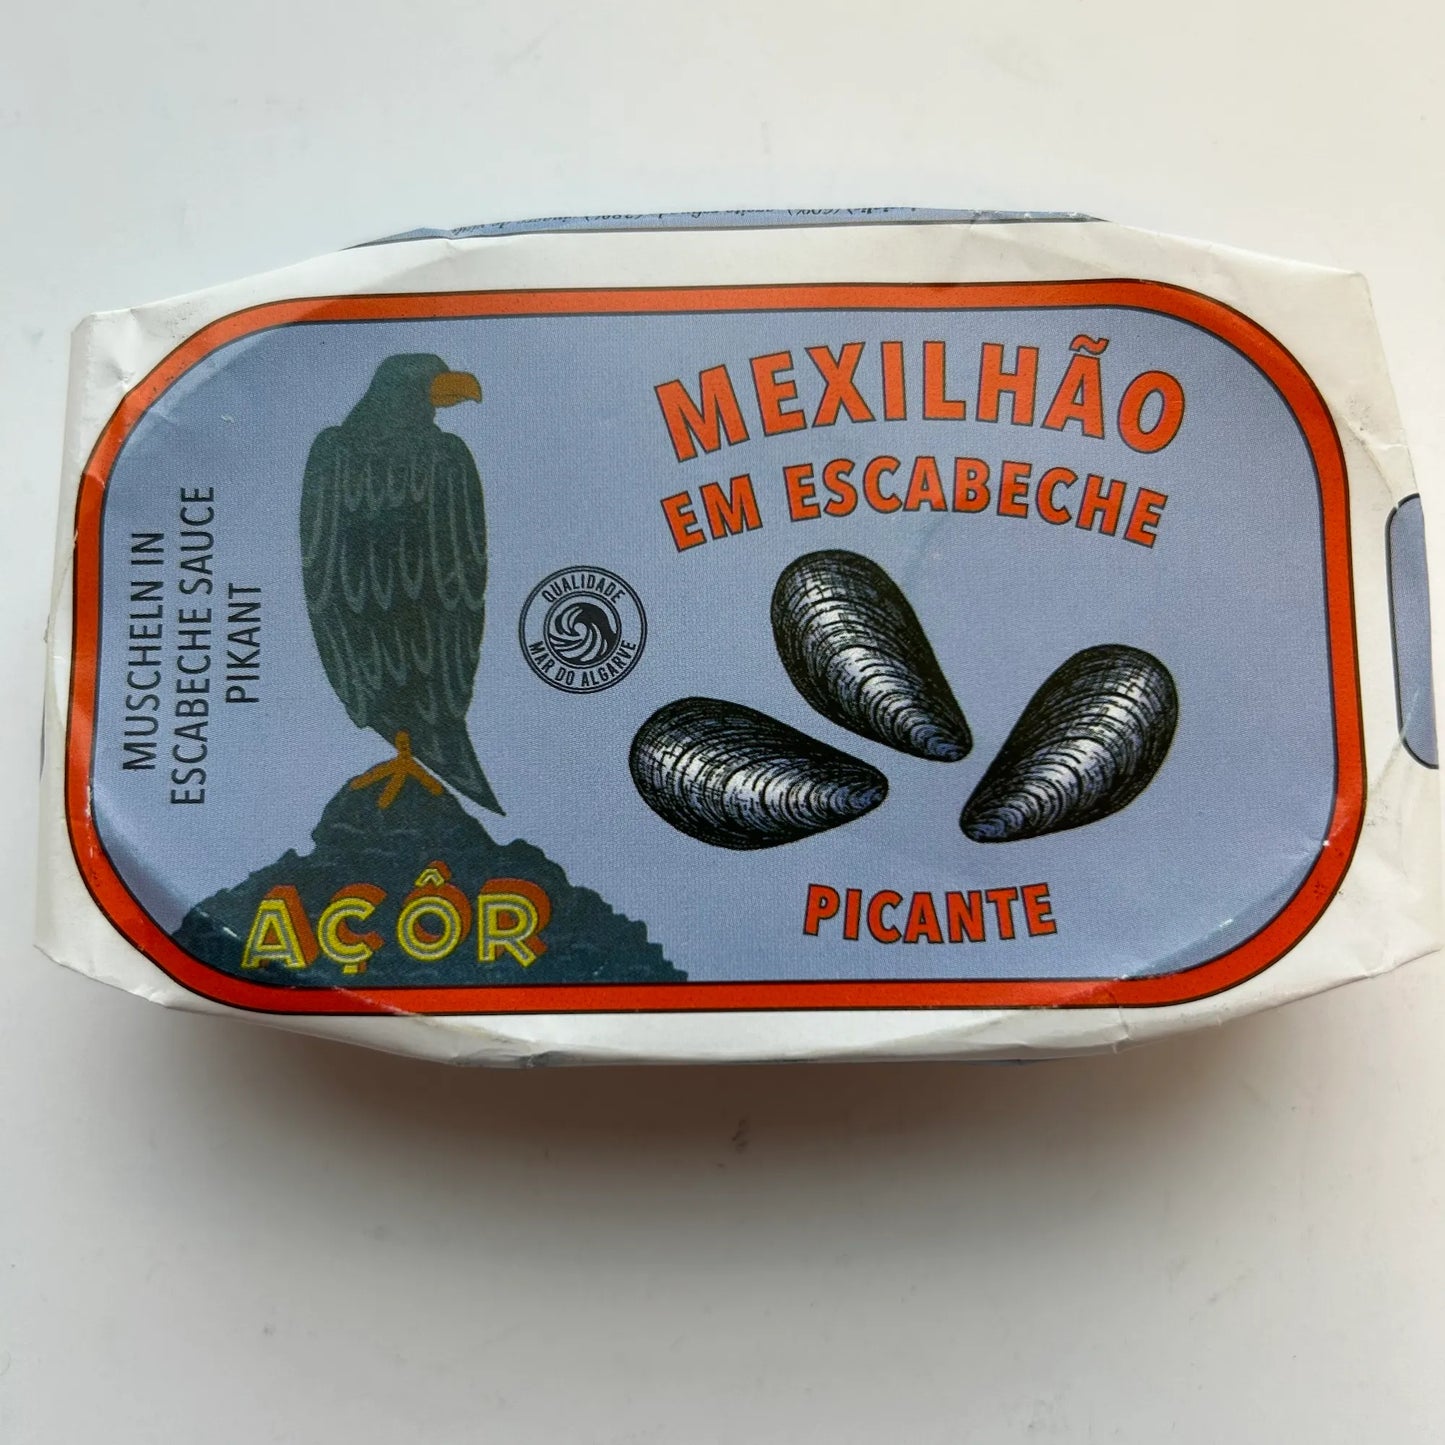 MEXILHÃO
EM ESCABECHE
PICANTE
MUSCHELN IN
ESCABECHE SAUCE
PIKANT
QUALIDADE
MAR DO ALGARVE
AÇÔR